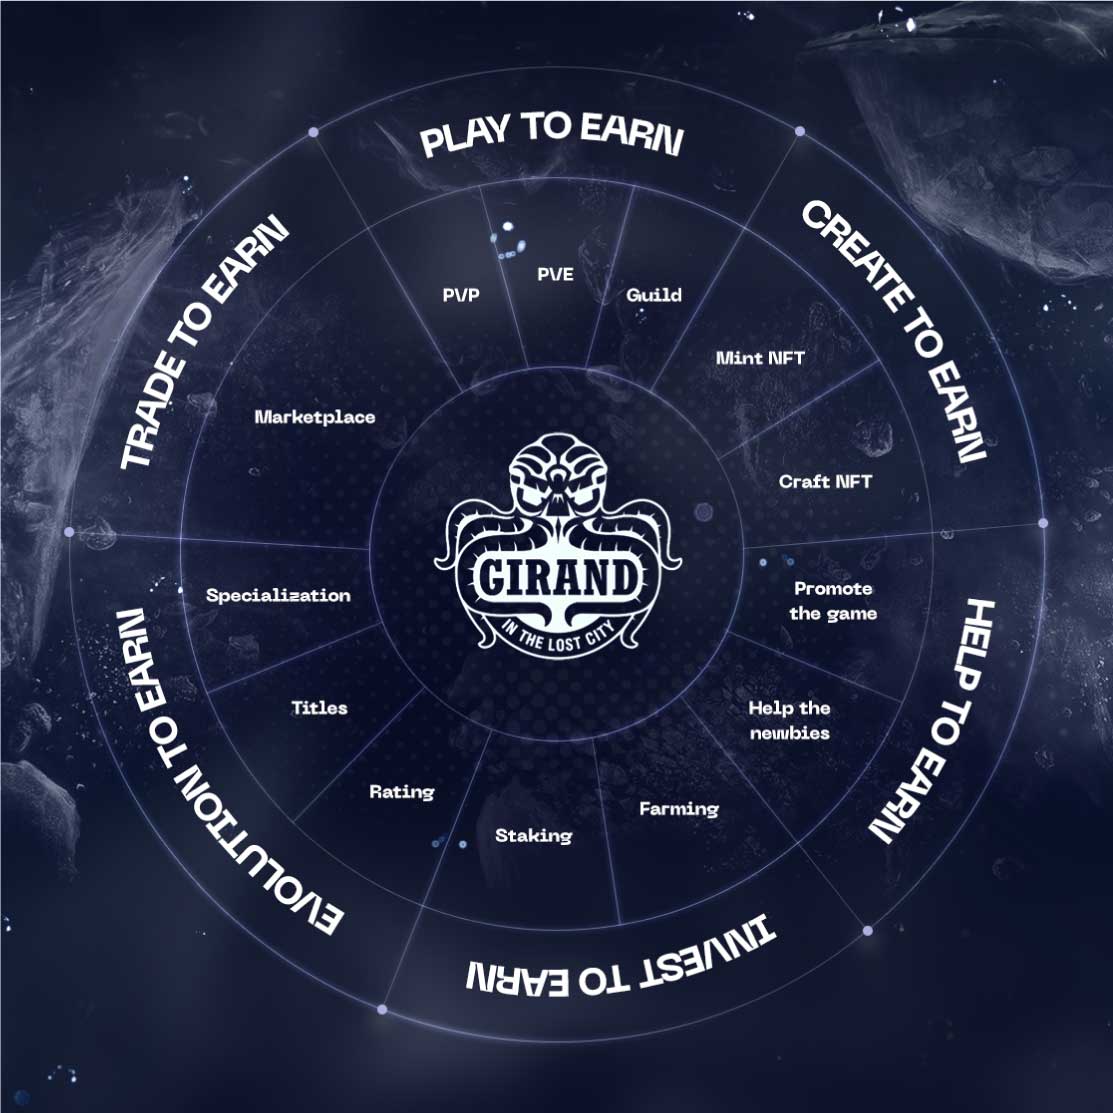 PLAY TO EARN
PVP
PVE
Guild
CREATE TO EARN
Mint NFT
Craft NFT
HELP TO EARN
Promote
the game
Help the
newbies
INVEST TO EARN
Farming
Staking
EVOLUTION TO EARN
Rating
Titles
Specialization
TRADE TO EARN
Marketplace
GIRAND
IN THE LOST CITY